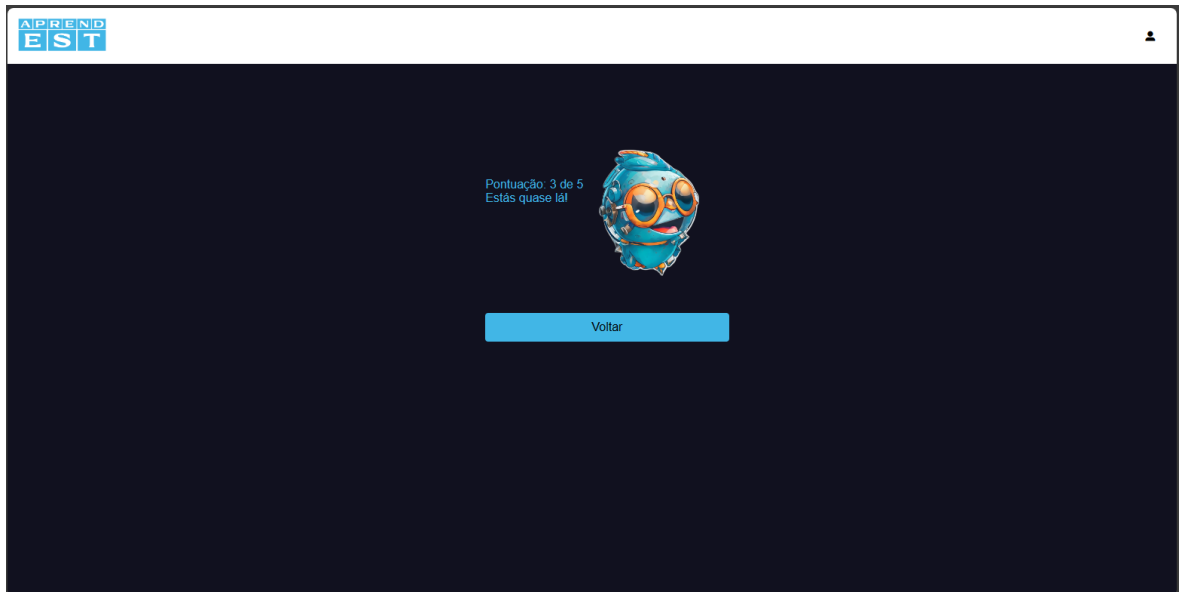 APREND
EST
Pontuação: 3 de 5
Estás quase lá!
Voltar